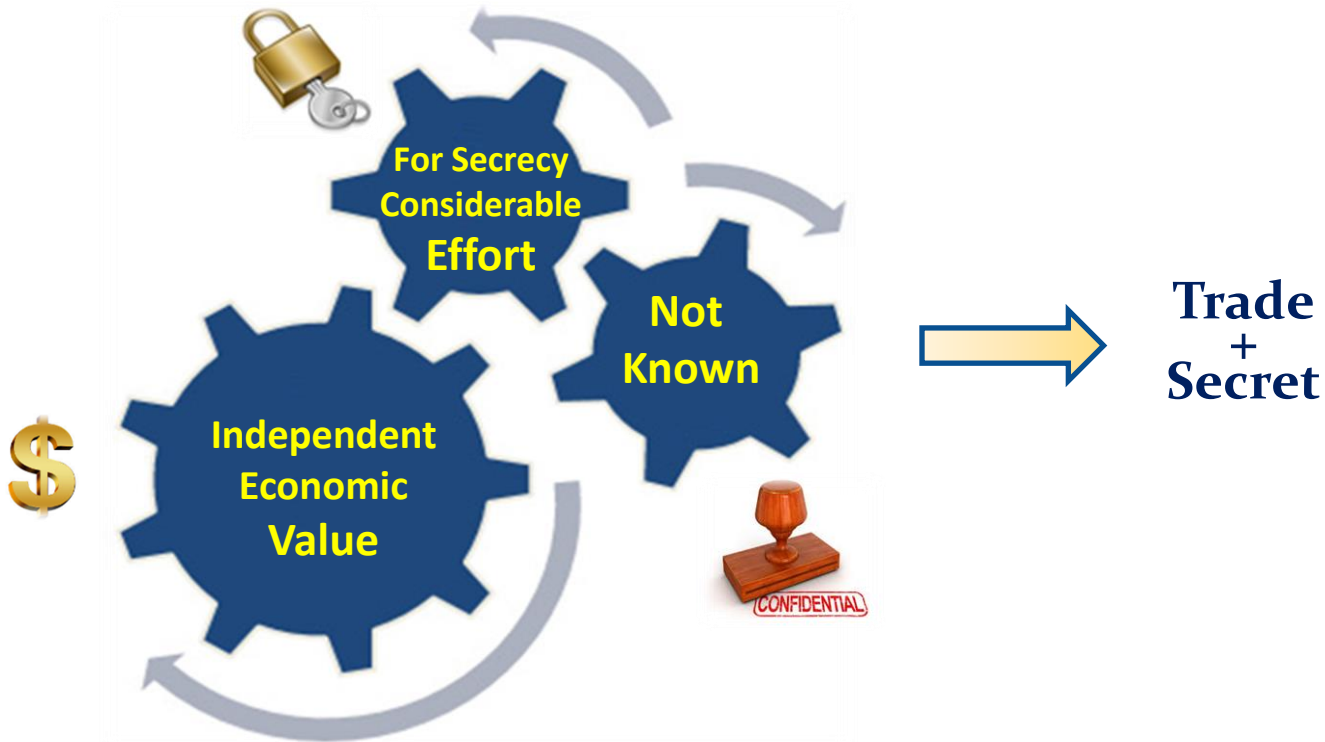 For Secrecy
Considerable
Effort
Not
Known
Independent
Economic
Value
$
CONFIDENTIAL
Trade
+
Secret